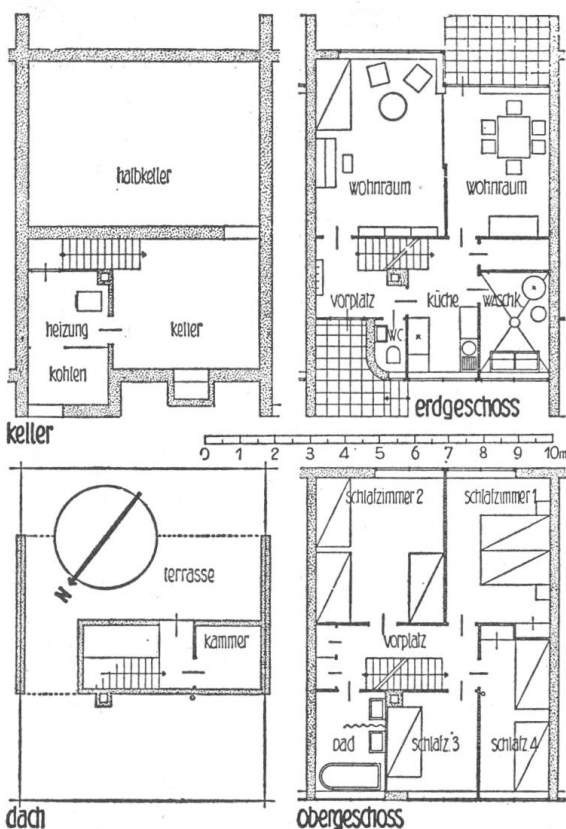 halbkeller
heizung
keller
kohlen
keller
wohnraum
wohnraum
vorplatz
küche
waschk.
WC
erdgeschoss
0 1 2 3 4 5 6 7 8 9 10m
N
terrasse
kammer
dach
schlafzimmer 2
schlafzimmer 1
vorplatz
bad
schlafz. 3
schlafz. 4
obergeschoss